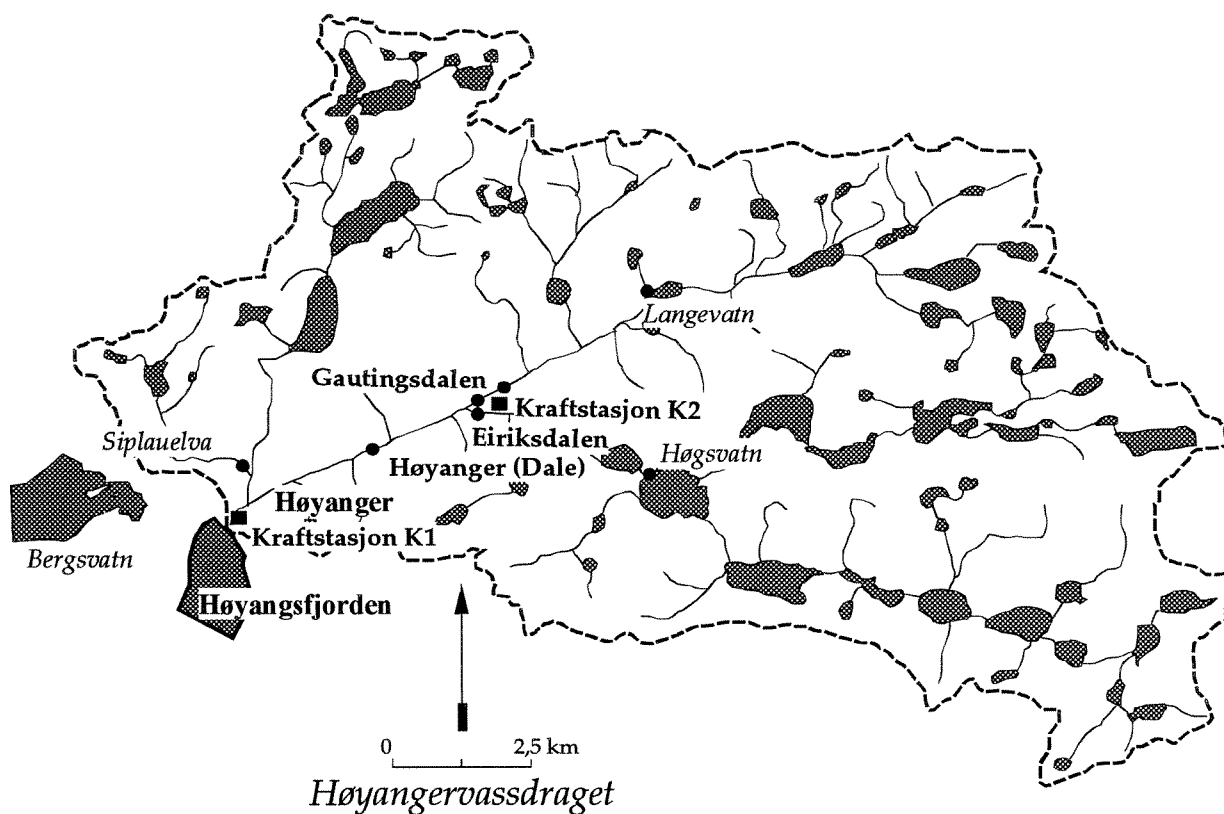 Langevatn
Gautingsdalen
Kraftstasjon K2
Eiriksdalen
Siplauelva
Høyanger (Dale)
Høgsvatn
Høyanger
Kraftstasjon K1
Bergsvatn
Høyangsfjorden
0 2,5 km
Høyangervassdraget